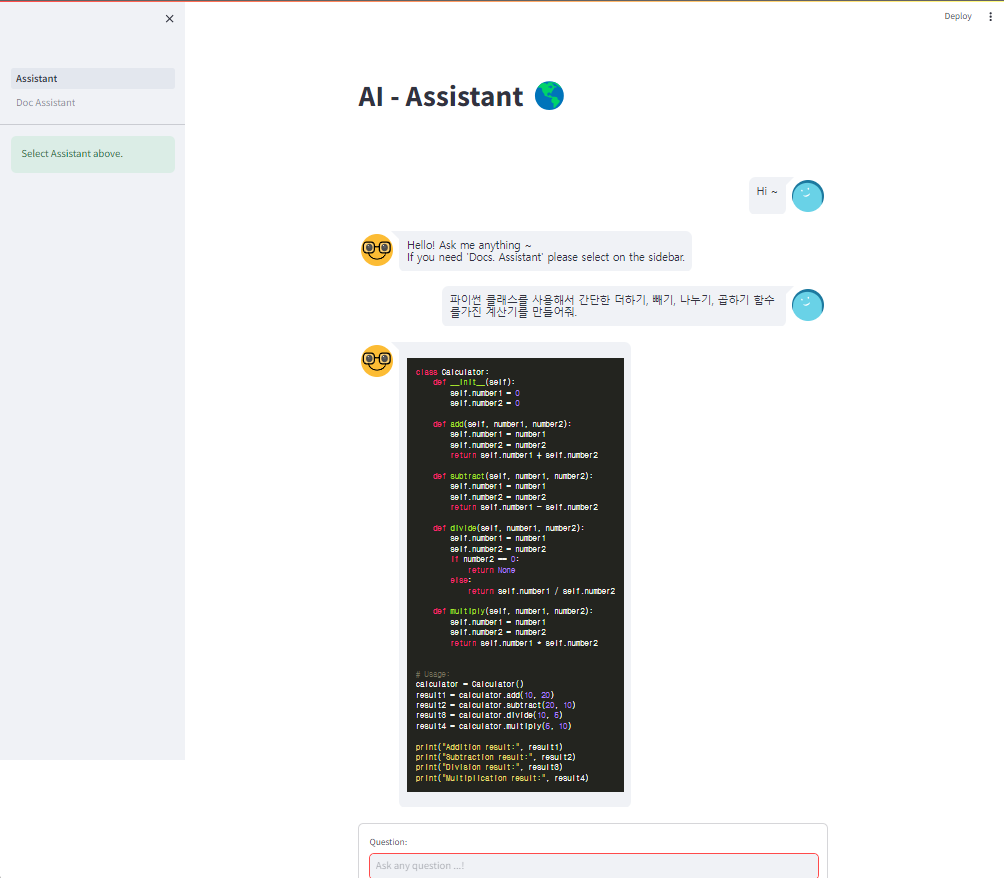 ×
Deploy
Assistant
Doc Assistant
Select Assistant above.
AI - Assistant
Hi ~
Hello! Ask me anything ~
If you need 'Docs. Assistant' please select on the sidebar.
파이썬 클래스를 사용해서 간단한 더하기, 빼기, 나누기, 곱하기 함수
를가진 계산기를 만들어줘.
class Calculator:
    def __init__(self):
        self.number1 = 0
        self.number2 = 0
    def add(self, number1, number2):
        self.number1 = number1
        self.number2 = number2
        return self.number1 + self.number2
    def subtract(self, number1, number2):
        self.number1 = number1
        self.number2 = number2
        return self.number1 - self.number2
    def divide(self, number1, number2):
        self.number1 = number1
        self.number2 = number2
        if number2 == 0:
            return None
        else:
            return self.number1 / self.number2
    def multiply(self, number1, number2):
        self.number1 = number1
        self.number2 = number2
        return self.number1 * self.number2
# Usage:
calculator = Calculator()
result1 = calculator.add(10, 20)
result2 = calculator.subtract(20, 10)
result3 = calculator.divide(10, 5)
result4 = calculator.multiply(5, 10)
print("Addition result:", result1)
print("Subtraction result:", result2)
print("Division result:", result3)
print("Multiplication result:", result4)
Question:
Ask any question ...!